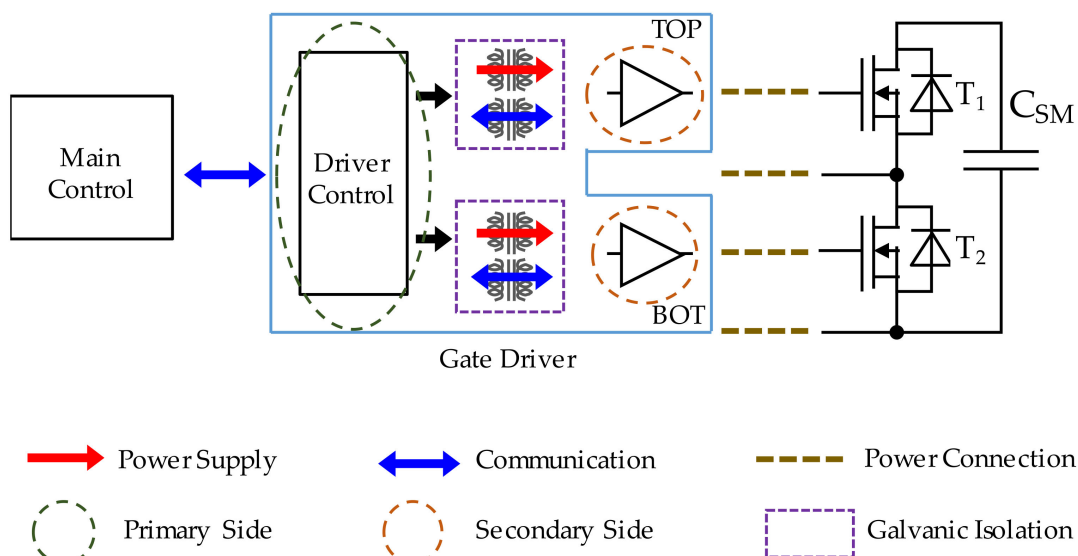 TOP
Main
Control
Driver
Control
T1
CSM
T2
BOT
Gate Driver
Power Supply
Communication
Power Connection
Primary Side
Secondary Side
Galvanic Isolation